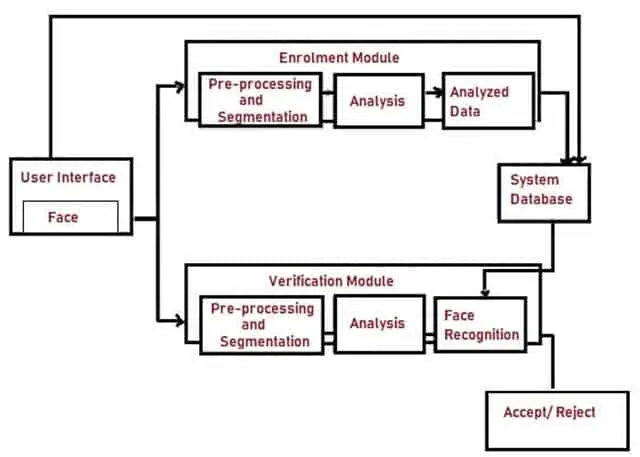 Enrolment Module
Pre-processing
and
Segmentation
Analysis
Analyzed
Data
User Interface
Face
System
Database
Verification Module
Pre-processing
and
Segmentation
Analysis
Face
Recognition
Accept/ Reject